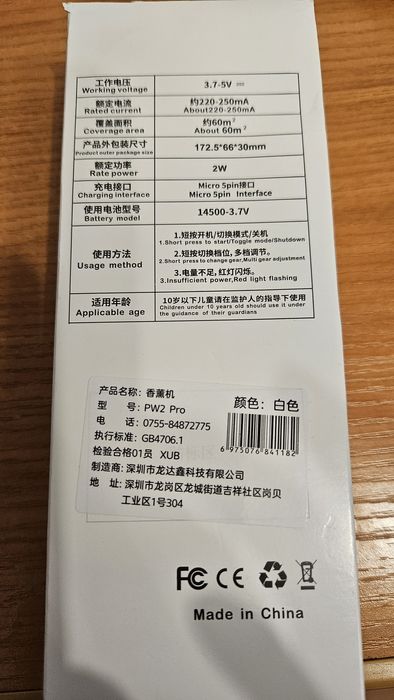 工作电压 3.7-5V ⎓
Working voltage
额定电流 约220-250mA
Rated current About220-250mA
覆盖面积 约60m²
Coverage area About 60m²
产品外包装尺寸 172.5*66*30mm
Product outer package size
额定功率 2W
Rate power
充电接口 Micro 5pin接口
Charging interface Micro 5pin Interface
使用电池型号 14500-3.7V
Battery model
使用方法
Usage method
1.短按开机/切换模式/关机
1.Short press to start/Toggle mode/Shutdown
2.短按切换档位,多档调节。
2.Short press to change gear,Multi gear adjustment
3.电量不足,红灯闪烁。
3.Insufficient power,Red light flashing
适用年龄 10岁以下儿童请在监护人的指导下使用
Applicable age Children under 10 years old should use it under
the guidance of their guardians
产品名称:香薰机
型 号:PW2 Pro
电 话:0755-84872775
执行标准:GB4706.1
检验合格01员 XUB
制造商:深圳市龙达鑫科技有限公司
地 址:深圳市龙岗区龙城街道吉祥社区岗贝
工业区1号304
颜色:白色
6 975076 841182
FC CE
Made in China